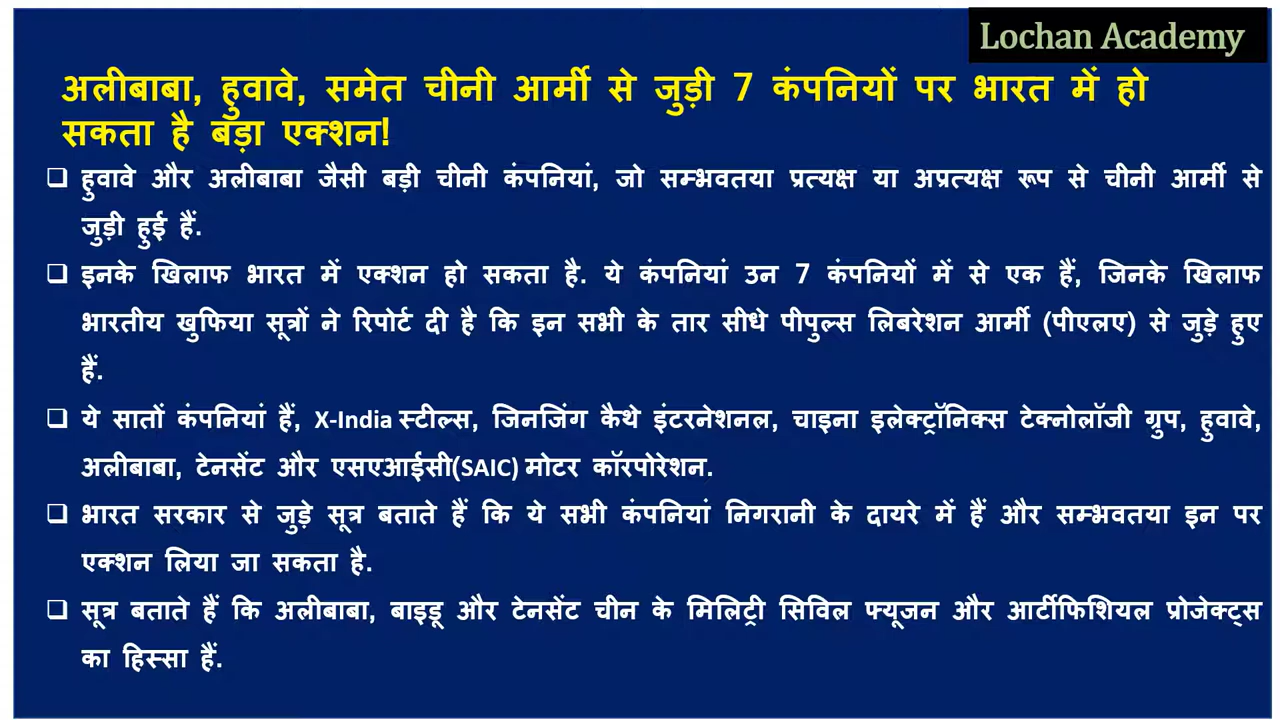 Lochan Academy
अलीबाबा, हुवावे, समेत चीनी आर्मी से जुड़ी 7 कंपनियों पर भारत में हो
सकता है बड़ा एक्शन!
❑ हुवावे और अलीबाबा जैसी बड़ी चीनी कंपनियां, जो सम्भवतया प्रत्यक्ष या अप्रत्यक्ष रूप से चीनी आर्मी से
जुड़ी हुई हैं.
❑ इनके खिलाफ भारत में एक्शन हो सकता है. ये कंपनियां उन 7 कंपनियों में से एक हैं, जिनके खिलाफ
भारतीय खुफिया सूत्रों ने रिपोर्ट दी है कि इन सभी के तार सीधे पीपुल्स लिबरेशन आर्मी (पीएलए) से जुड़े हुए
हैं.
❑ ये सातों कंपनियां हैं, X-India स्टील्स, जिनजिंग कैथे इंटरनेशनल, चाइना इलेक्ट्रॉनिक्स टेक्नोलॉजी ग्रुप, हुवावे,
अलीबाबा, टेनसेंट और एसएआईसी(SAIC) मोटर कॉरपोरेशन.
❑ भारत सरकार से जुड़े सूत्र बताते हैं कि ये सभी कंपनियां निगरानी के दायरे में हैं और सम्भवतया इन पर
एक्शन लिया जा सकता है.
❑ सूत्र बताते हैं कि अलीबाबा, बाइडू और टेनसेंट चीन के मिलिट्री सिविल फ्यूजन और आर्टीफिशियल प्रोजेक्ट्स
का हिस्सा हैं.